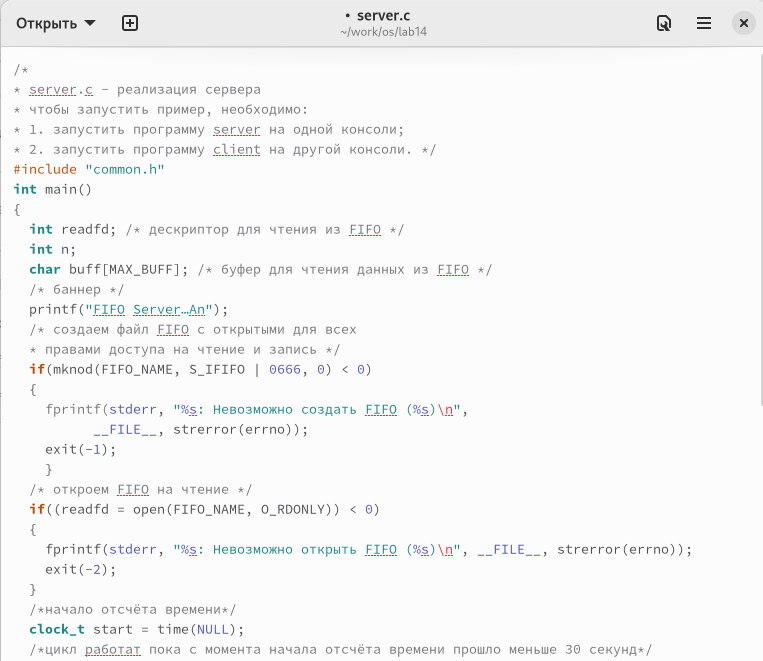 Открыть
• server.c
~/work/os/lab14
/*
* server.c - реализация сервера
* чтобы запустить пример, необходимо:
* 1. запустить программу server на одной консоли;
* 2. запустить программу client на другой консоли. */
#include "common.h"
int main()
{
  int readfd; /* дескриптор для чтения из FIFO */
  int n;
  char buff[MAX_BUFF]; /* буфер для чтения данных из FIFO */
  /* баннер */
  printf("FIFO Server…An");
  /* создаем файл FIFO с открытыми для всех
  * правами доступа на чтение и запись */
  if(mknod(FIFO_NAME, S_IFIFO | 0666, 0) < 0)
  {
    fprintf(stderr, "%s: Невозможно создать FIFO (%s)\n",
          __FILE__, strerror(errno));
    exit(-1);
    }
  /* откроем FIFO на чтение */
  if((readfd = open(FIFO_NAME, O_RDONLY)) < 0)
  {
    fprintf(stderr, "%s: Невозможно открыть FIFO (%s)\n", __FILE__, strerror(errno));
    exit(-2);
  }
  /*начало отсчёта времени*/
  clock_t start = time(NULL);
  /*цикл работат пока с момента начала отсчёта времени прошло меньше 30 секунд*/